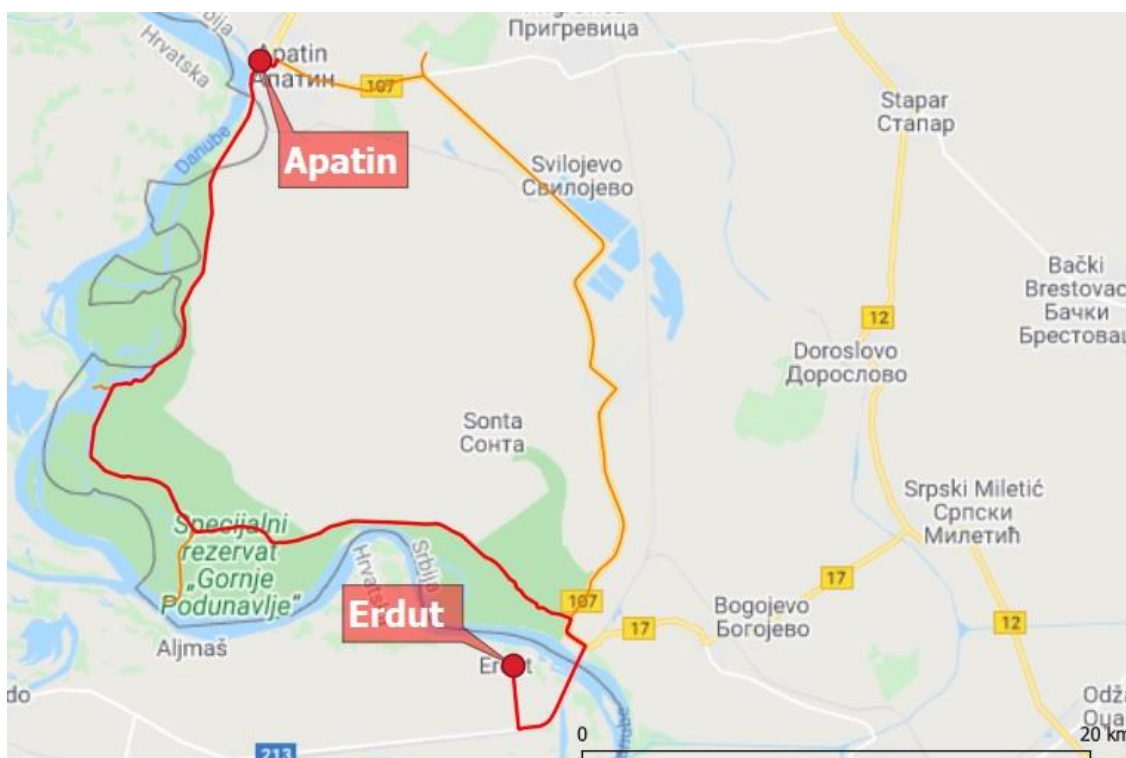 Srbija
Hrvatska
Apatin
Апатин
107
Пригревица
Stapar
Стапар
Danube
Apatin
Svilojevo
Свилојево
Bački
Brestovac
Бачки
Брестовац
12
Doroslovo
Дорослово
Sonta
Сонта
Srpski Miletić
Српски
Милетић
Specijalni
rezervat
„Gornje
Podunavlje"
Hrvatska
Srbija
107
17
17
12
Erdut
Bogojevo
Богојево
Aljmaš
213
0
20 km